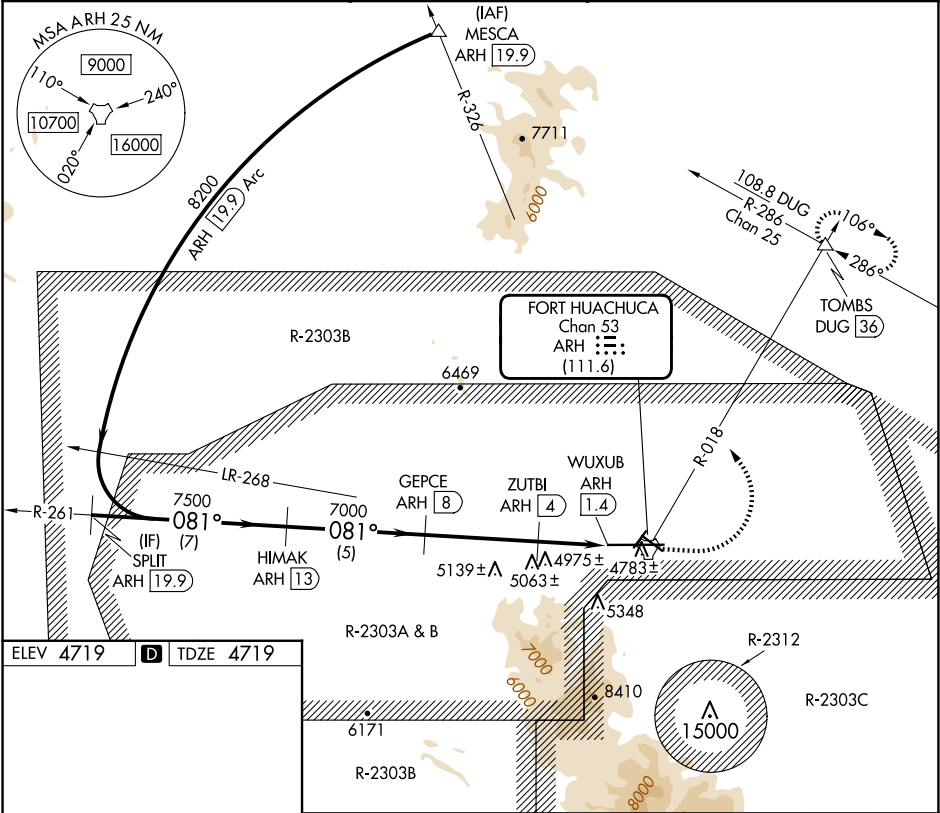 MSA ARH 25 NM
9000
110°
240°
10700
16000
020°
(IAF)
MESCA
ARH 19.9
R-326
7711
6000
8200
ARH 19.9 Arc
108.8 DUG
R-286
Chan 25
106°
286°
TOMBS
DUG 36
R-2303B
FORT HUACHUCA
Chan 53
ARH
(111.6)
6469
R-018
LR-268
GEPCE
ARH 8
ZUTBI
ARH 4
WUXUB
ARH
1.4
R-261
7500
081°
(7)
7000
081°
(5)
(IF)
SPLIT
ARH 19.9
HIMAK
ARH 13
5139±
5063±
4975±
4783±
5348
R-2303A & B
7000
6000
R-2312
ELEV 4719 D TDZE 4719
8410
15000
R-2303C
6171
R-2303B
8000